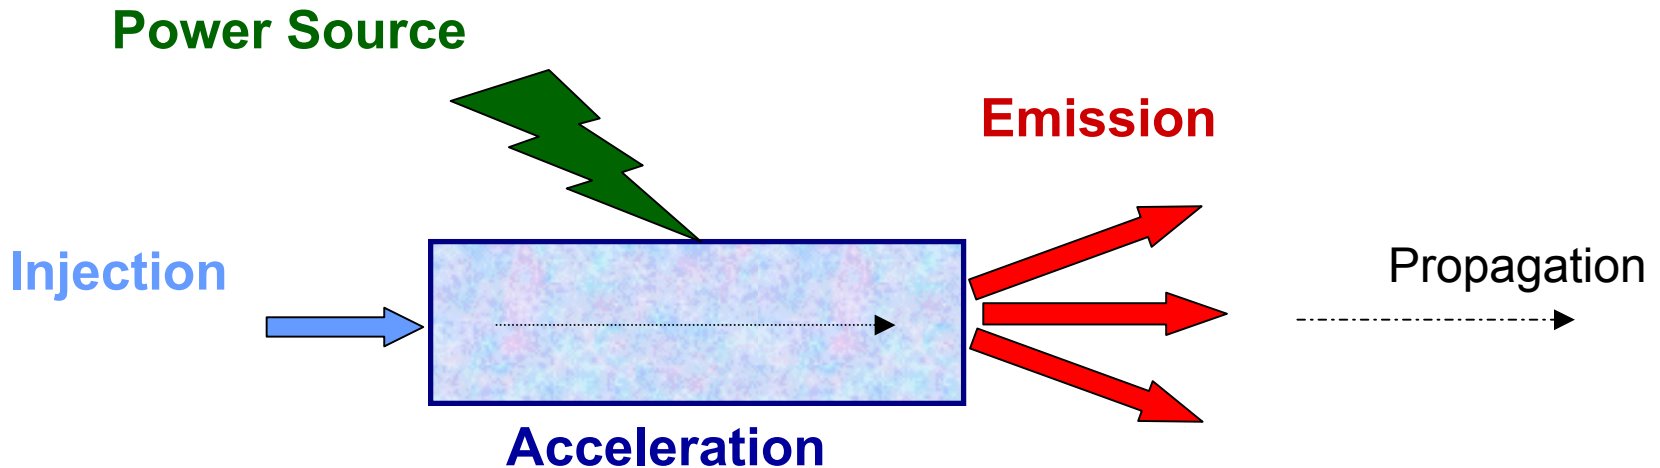 Power Source
Emission
Injection
Propagation
Acceleration